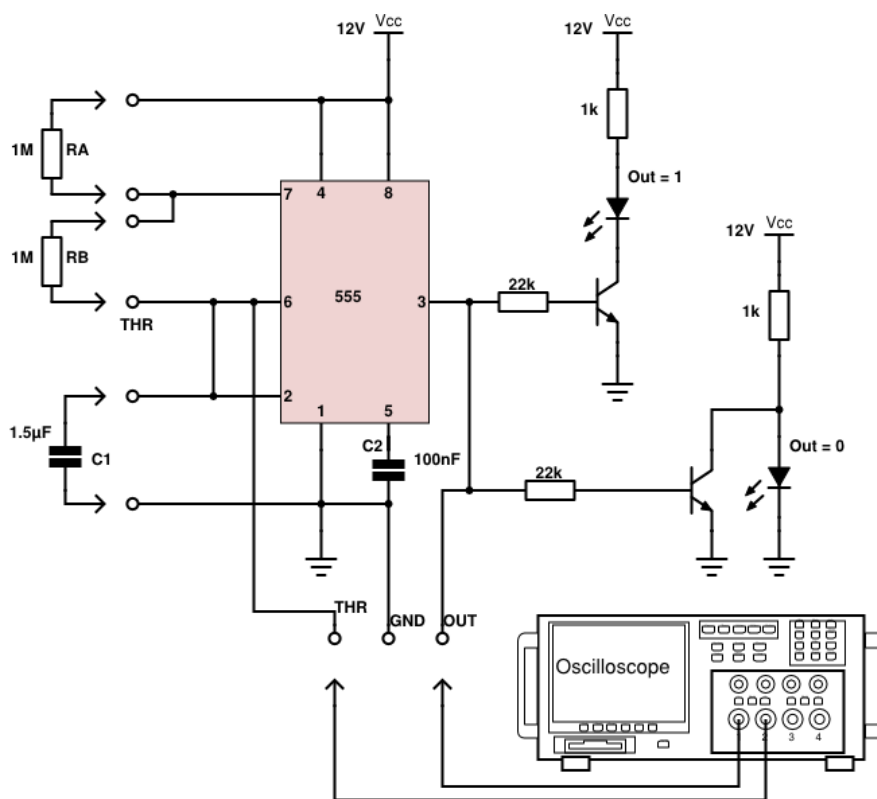 12V Vcc
12V Vcc
1k
1M RA
Out = 1
7 4 8
12V Vcc
1M RB
22k
6 555 3
1k
THR
2
1 5
1.5µF
C1
C2
100nF
22k
Out = 0
THR GND OUT
Oscilloscope
1 2 3 4